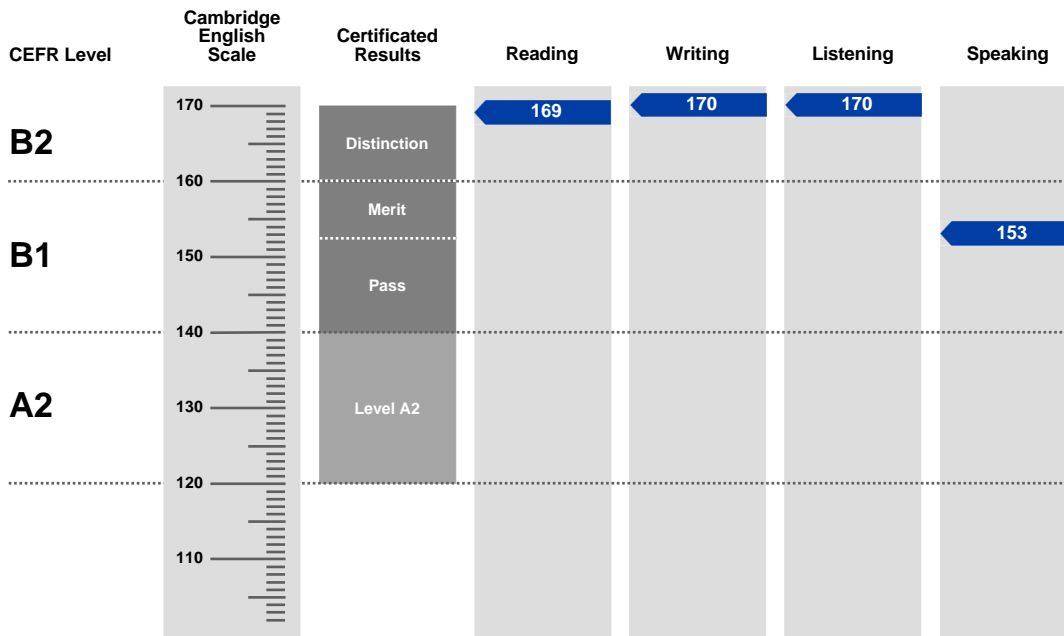 CEFR Level
Cambridge
English
Scale
Certificated
Results
Reading
Writing
Listening
Speaking
170
169
170
170
B2
Distinction
160
Merit
153
B1
150
Pass
140
A2
130
Level A2
120
110